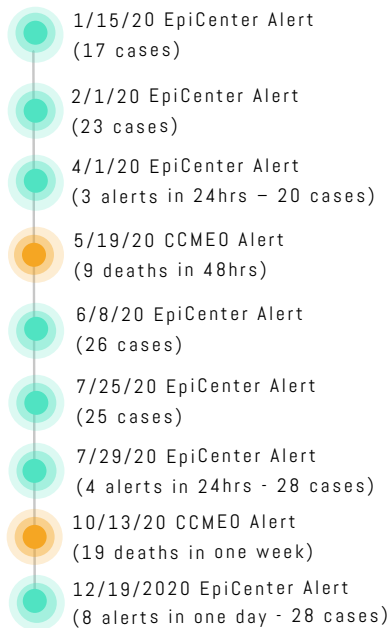 1/15/20 EpiCenter Alert
(17 cases)
2/1/20 EpiCenter Alert
(23 cases)
4/1/20 EpiCenter Alert
(3 alerts in 24hrs – 20 cases)
5/19/20 CCMEO Alert
(9 deaths in 48hrs)
6/8/20 EpiCenter Alert
(26 cases)
7/25/20 EpiCenter Alert
(25 cases)
7/29/20 EpiCenter Alert
(4 alerts in 24hrs - 28 cases)
10/13/20 CCMEO Alert
(19 deaths in one week)
12/19/2020 EpiCenter Alert
(8 alerts in one day - 28 cases)